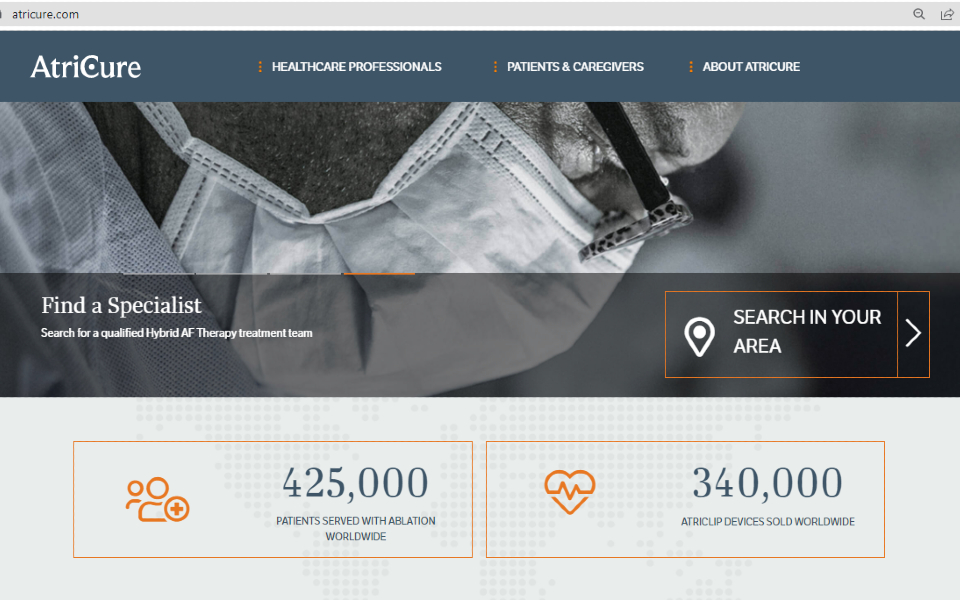 atricure.com
AtriCure
HEALTHCARE PROFESSIONALS
PATIENTS & CAREGIVERS
ABOUT ATRICURE
Find a Specialist
Search for a qualified Hybrid AF Therapy treatment team
SEARCH IN YOUR
AREA
425,000
PATIENTS SERVED WITH ABLATION
WORLDWIDE
340,000
ATRICLIP DEVICES SOLD WORLDWIDE